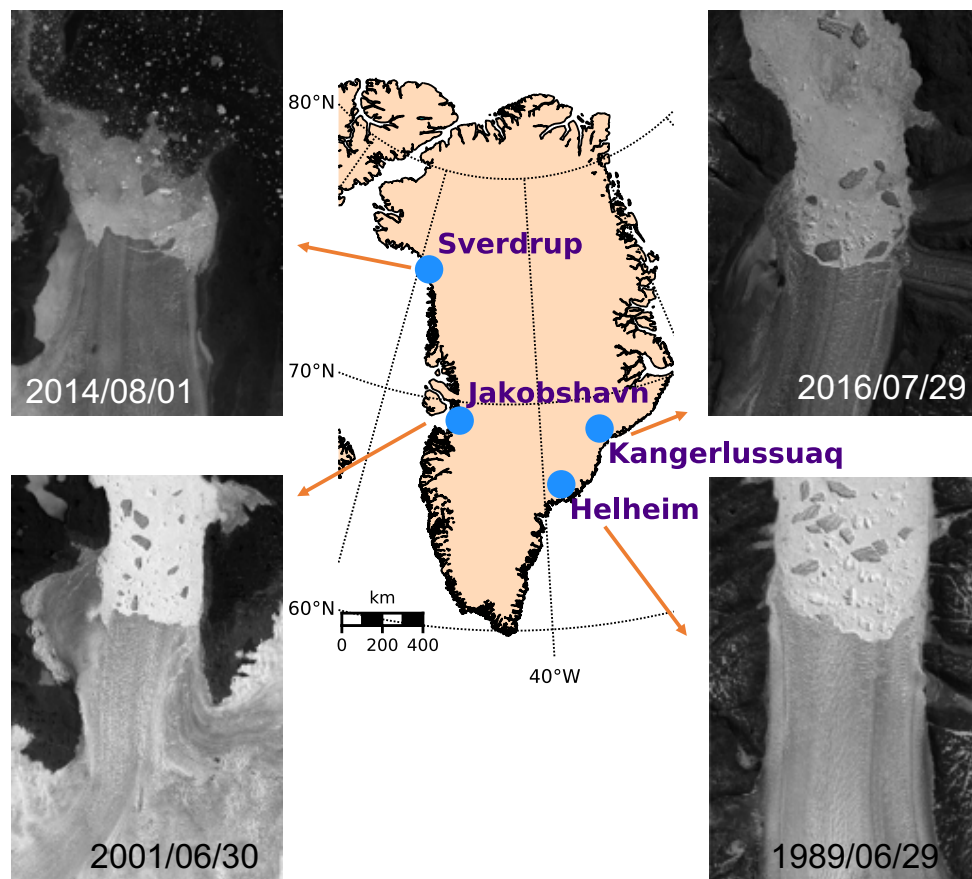 80°N
Sverdrup
2014/08/01
70°N
Jakobshavn
2016/07/29
Kangerlussuaq
Helheim
60°N
km
0 200 400
40°W
2001/06/30
1989/06/29